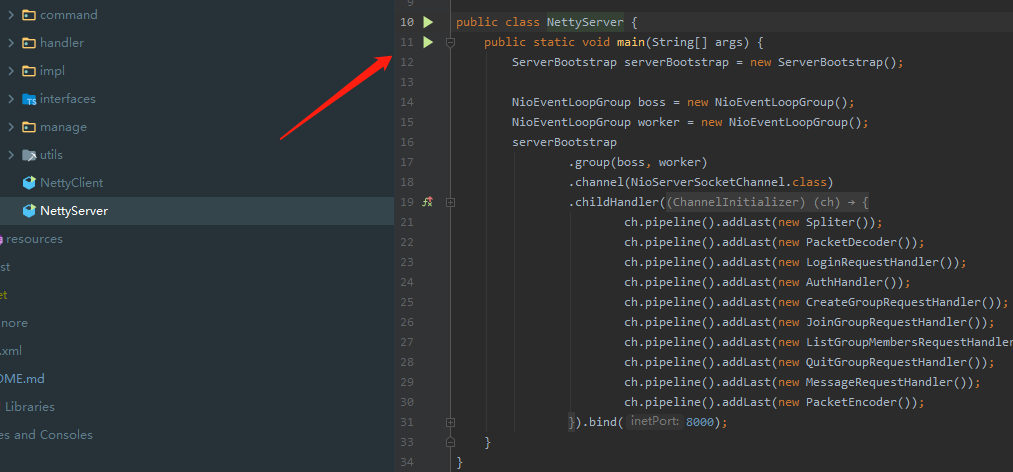 command
handler
impl
interfaces
manage
utils
NettyClient
NettyServer
resources
st
et
nore
.xml
OME.md
Libraries
es and Consoles
9
10 public class NettyServer {
11 public static void main(String[] args) {
12 ServerBootstrap serverBootstrap = new ServerBootstrap();
13
14 NioEventLoopGroup boss = new NioEventLoopGroup();
15 NioEventLoopGroup worker = new NioEventLoopGroup();
16 serverBootstrap
17 .group(boss, worker)
18 .channel(NioServerSocketChannel.class)
19 .childHandler((ChannelInitializer) (ch) → {
21 ch.pipeline().addLast(new Spliter());
22 ch.pipeline().addLast(new PacketDecoder());
23 ch.pipeline().addLast(new LoginRequestHandler());
24 ch.pipeline().addLast(new AuthHandler());
25 ch.pipeline().addLast(new CreateGroupRequestHandler());
26 ch.pipeline().addLast(new JoinGroupRequestHandler());
27 ch.pipeline().addLast(new ListGroupMembersRequestHandler
28 ch.pipeline().addLast(new QuitGroupRequestHandler());
29 ch.pipeline().addLast(new MessageRequestHandler());
30 ch.pipeline().addLast(new PacketEncoder());
31 }).bind( inetPort: 8000);
33 }
34 }